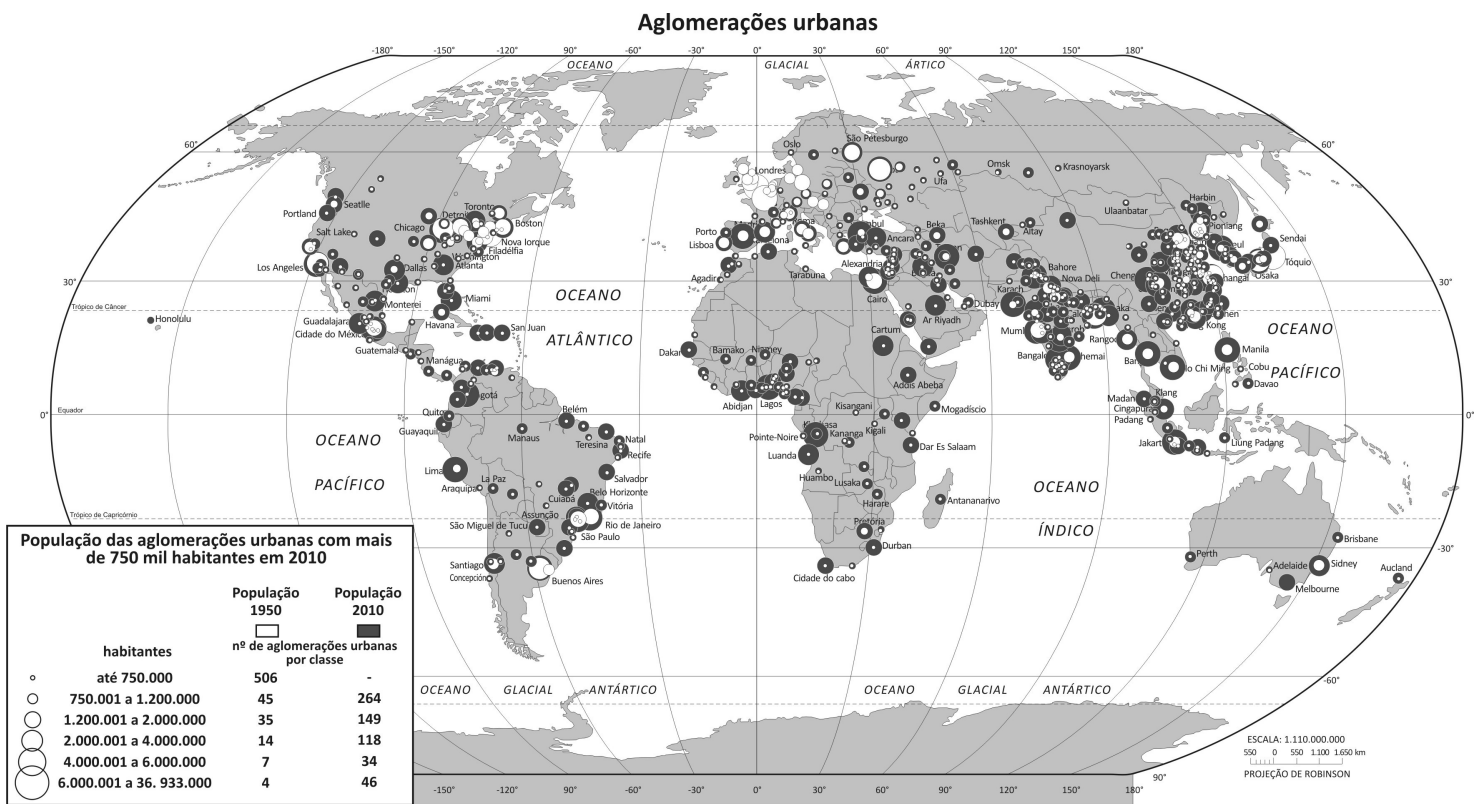 Aglomerações urbanas
-180° -150° -120° -90° -60° -30° 0° 30° 60° 90° 120° 150° 180°
OCEANO GLACIAL ÁRTICO
60° 60°
São Petesburgo
Oslo
Omsk
Krasnoyarsk
Londres
Ufa
Seatlle
Toronto
Ulaanbatar
Harbin
Portland
Detroit
Boston
Roma
Porto
Beka
Tashkent
Altay
Pionlang
Salt Lake
Chicago
Nova Iorque
Lisboa
Ancara
Sendai
Filadélfia
Tóquio
Los Angeles
Dallas
Atlanta
Alexandria
Bahore
Osaka
Agadir
Tarabuna
Nova Deli
30° 30°
Miami
OCEANO
Cairo
Dubay
Karach
Trópico de Câncer
Monterei
Honolulu
Guadalajara
Havana
San Juan
ATLÂNTICO
Ar Riyadh
OCEANO
Cidade do México
Cartum
Guatemala
Dakar
Bamako
Niamey
Manila
Manágua
Addis Abeba
Cobu
PACÍFICO
Davao
Abidjan
Lagos
Klang
Mogadíscio
Cingapura
Equador
0° 0°
Quito
Belém
Kisangani
Padang
Guayaquil
Manaus
Natal
Kananga
Kigali
OCEANO
Teresina
Recife
Pointe-Noire
Dar Es Salaam
Jakart
Liung Padang
Lima
Luanda
Salvador
La Paz
Huambo
Lusaka
PACÍFICO
Araquipa
Cuiabá
Belo Horizonte
OCEANO
Vitória
Harare
Antananarivo
Trópico de Capricórnio
Assunção
Rio de Janeiro
ÍNDICO
São Miguel de Tucu
São Paulo
Pretória
Brisbane
Durban
Perth
-30°
Santiago
Cidade do cabo
Adelaide
Sidney
Aucland
Concepción
Buenos Aires
Melbourne
População das aglomerações urbanas com mais
de 750 mil habitantes em 2010
População População
1950 2010
nº de aglomerações urbanas
por classe
habitantes
até 750.000 506 -
750.001 a 1.200.000 45 264
1.200.001 a 2.000.000 35 149
2.000.001 a 4.000.000 14 118
4.000.001 a 6.000.000 7 34
6.000.001 a 36. 933.000 4 46
-60°
OCEANO GLACIAL ANTÁRTICO OCEANO GLACIAL ANTÁRTICO
ESCALA: 1.110.000.000
550 0 550 1.100 1.650 km
PROJEÇÃO DE ROBINSON
90°
-150° -120° -90° -60° -30° 0° 30° 60° 90° 120° 150° 180°